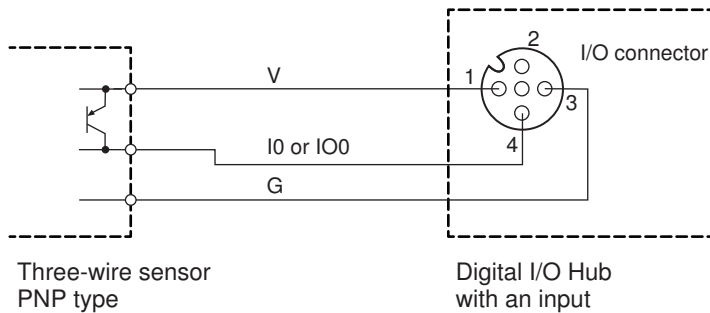 2
I/O connector
1
V
3
I0 or IO0
4
G
Three-wire sensor
PNP type
Digital I/O Hub
with an input